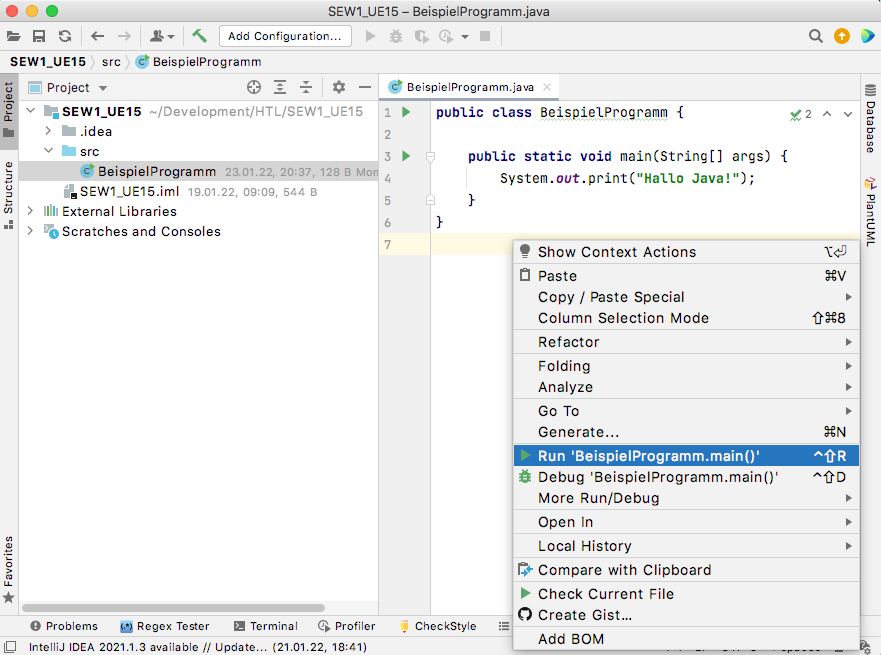 SEW1_UE15 – BeispielProgramm.java
Add Configuration...
SEW1_UE15 src BeispielProgramm
Project
Project
BeispielProgramm.java
SEW1_UE15 ~/Development/HTL/SEW1_UE15
.idea
src
BeispielProgramm 23.01.22, 20:37, 128 B Mom
SEW1_UE15.iml 19.01.22, 09:09, 544 B
External Libraries
Scratches and Consoles
Structure
Favorites
1 public class BeispielProgramm {
2
3 public static void main(String[] args) {
4 System.out.print("Hallo Java!");
5 }
6 }
7
2
Database
PlantUML
Show Context Actions ⌥⏎
Paste ⌘V
Copy / Paste Special
Column Selection Mode ⇧⌘8
Refactor
Folding
Analyze
Go To
Generate... ⌘N
Run 'BeispielProgramm.main()' ^⇧R
Debug 'BeispielProgramm.main()' ^⇧D
More Run/Debug
Open In
Local History
Compare with Clipboard
Check Current File
Create Gist...
Add BOM
Problems Regex Tester Terminal Profiler CheckStyle
IntelliJ IDEA 2021.1.3 available // Update... (21.01.22, 18:41)